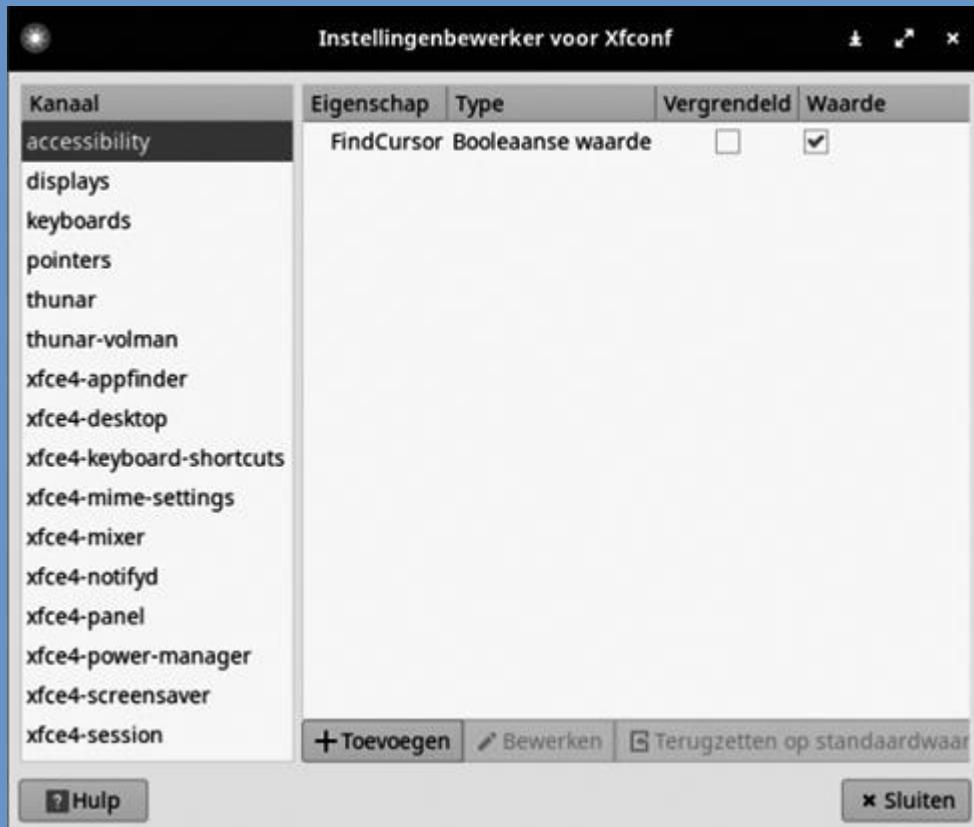 Instellingenbewerker voor Xfconf
Kanaal
accessibility
displays
keyboards
pointers
thunar
thunar-volman
xfce4-appfinder
xfce4-desktop
xfce4-keyboard-shortcuts
xfce4-mime-settings
xfce4-mixer
xfce4-notifyd
xfce4-panel
xfce4-power-manager
xfce4-screensaver
xfce4-session
Eigenschap Type Vergrendeld Waarde
FindCursor Booleaanse waarde
Toevoegen Bewerken Terugzetten op standaardwaar
Hulp Sluiten